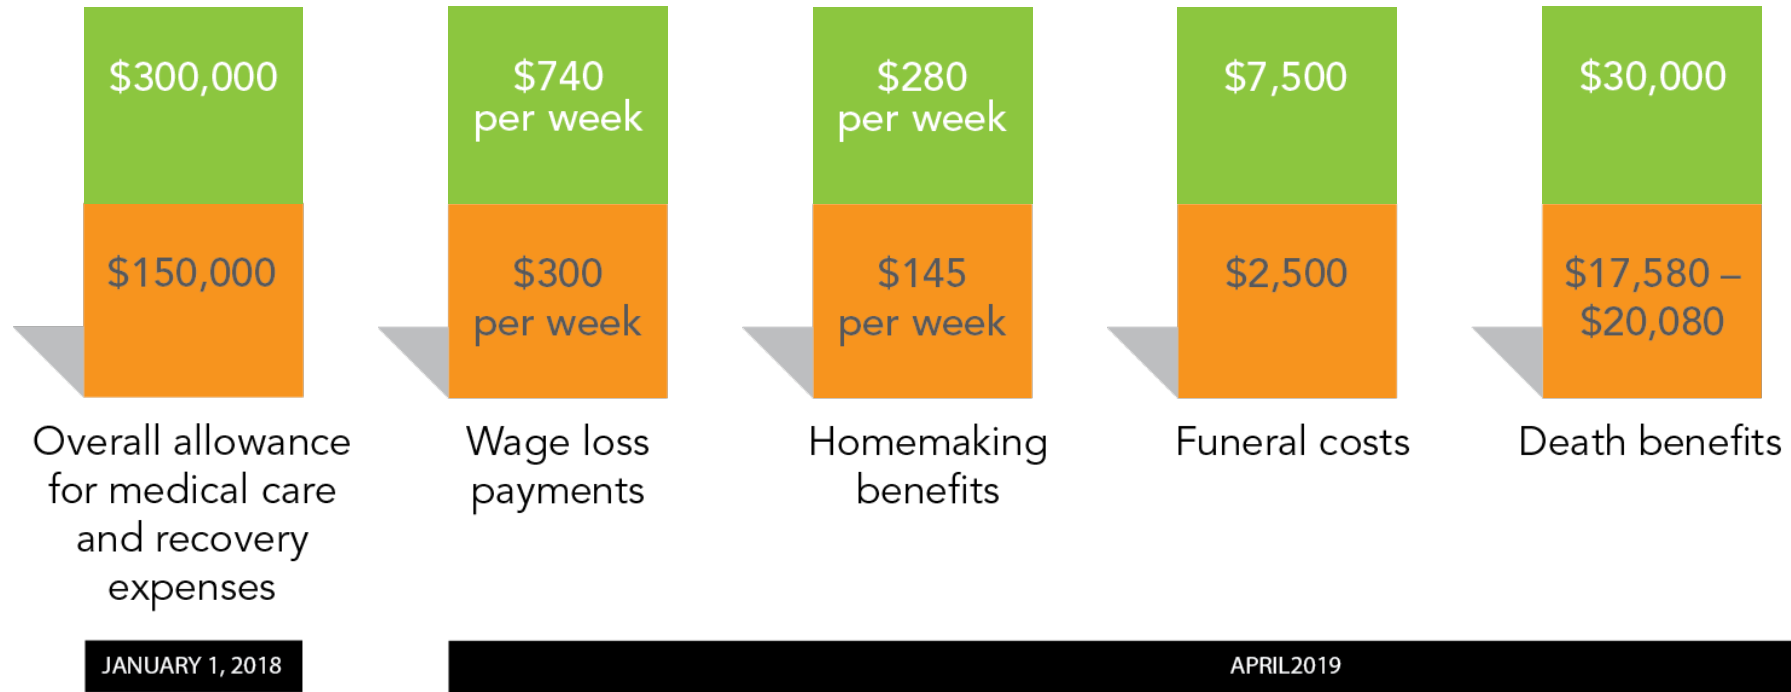 $300,000
$150,000
Overall allowance
for medical care
and recovery
expenses
$740
per week
$300
per week
Wage loss
payments
$280
per week
$145
per week
Homemaking
benefits
$7,500
$2,500
Funeral costs
$30,000
$17,580 –
$20,080
Death benefits
JANUARY 1, 2018
APRIL2019